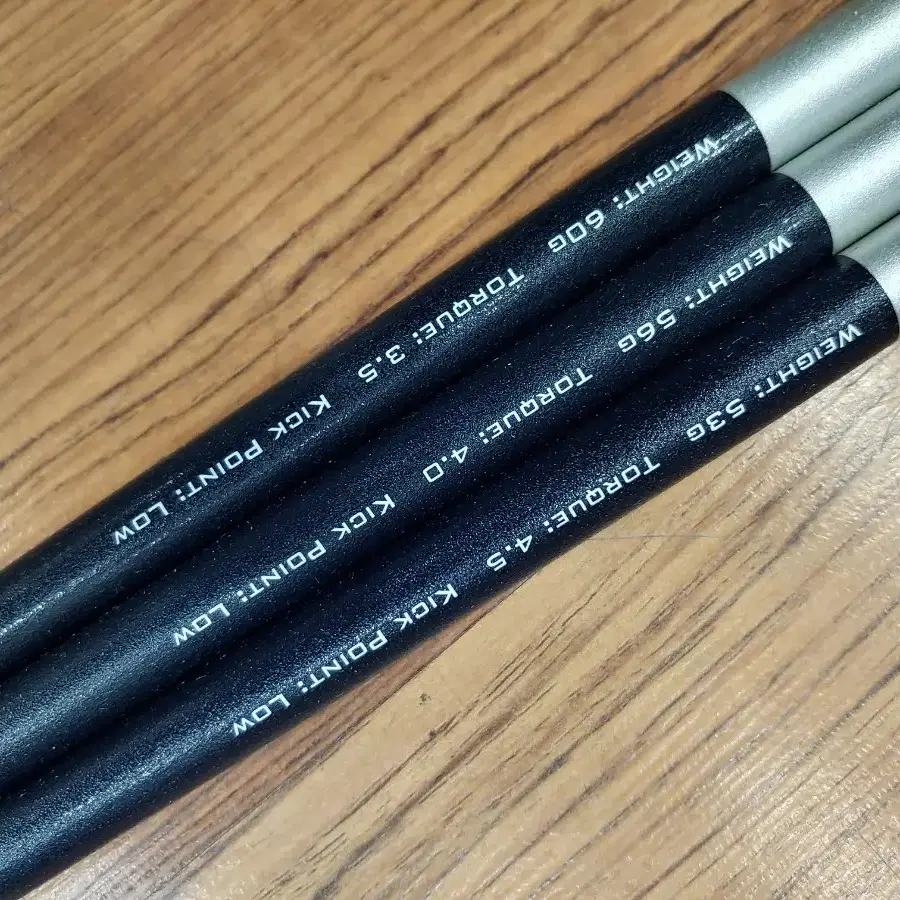 WEIGHT: 60G TORQUE: 3.5 KICK POINT: LOW
WEIGHT: 56G TORQUE: 4.0 KICK POINT: LOW
WEIGHT: 53G TORQUE: 4.5 KICK POINT: LOW